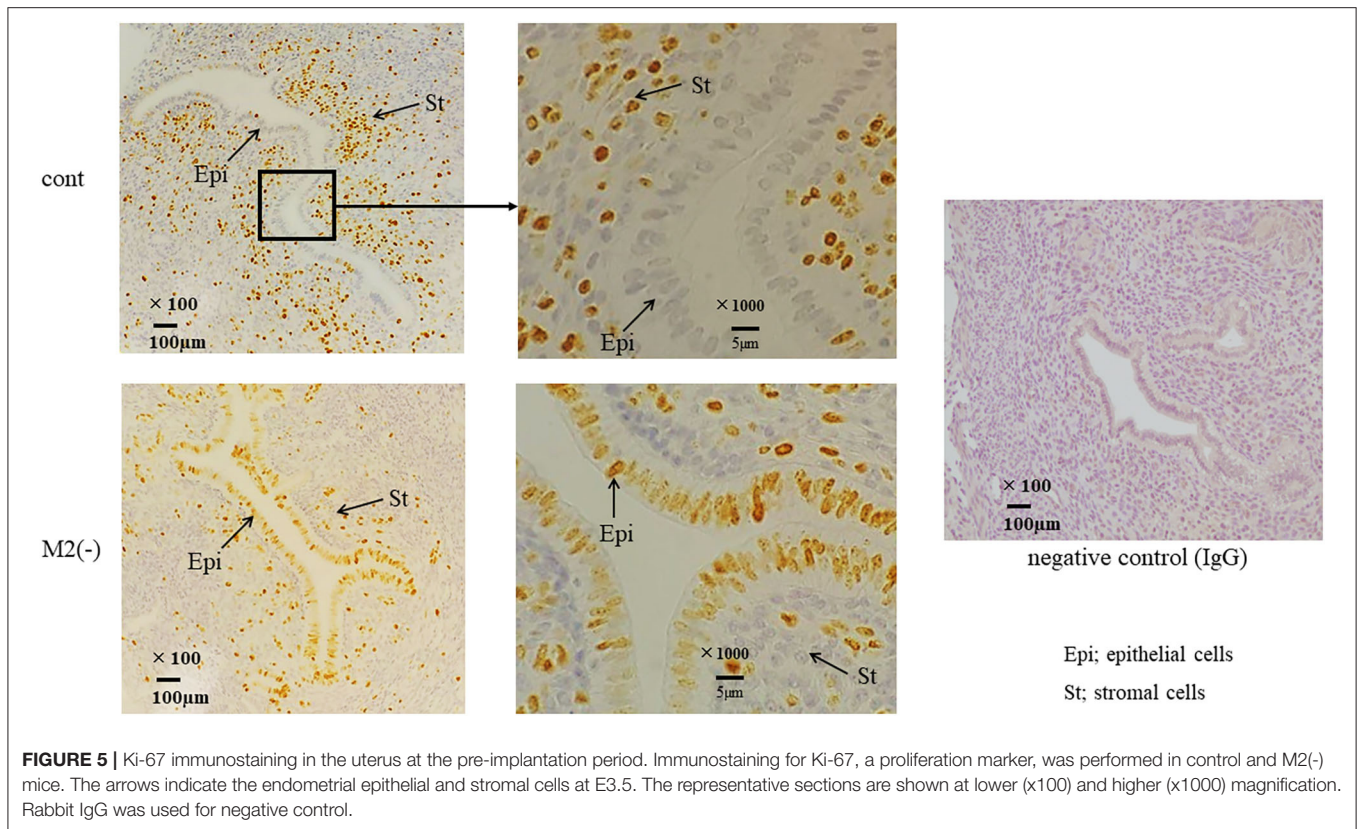 cont
St
Epi
× 100
100μm
St
Epi
× 1000
5μm
M2(-)
St
Epi
× 100
100μm
Epi
St
× 1000
5μm
× 100
100μm
negative control (IgG)
Epi; epithelial cells
St; stromal cells
FIGURE 5 | Ki-67 immunostaining in the uterus at the pre-implantation period. Immunostaining for Ki-67, a proliferation marker, was performed in control and M2(-)
mice. The arrows indicate the endometrial epithelial and stromal cells at E3.5. The representative sections are shown at lower (x100) and higher (x1000) magnification.
Rabbit IgG was used for negative control.